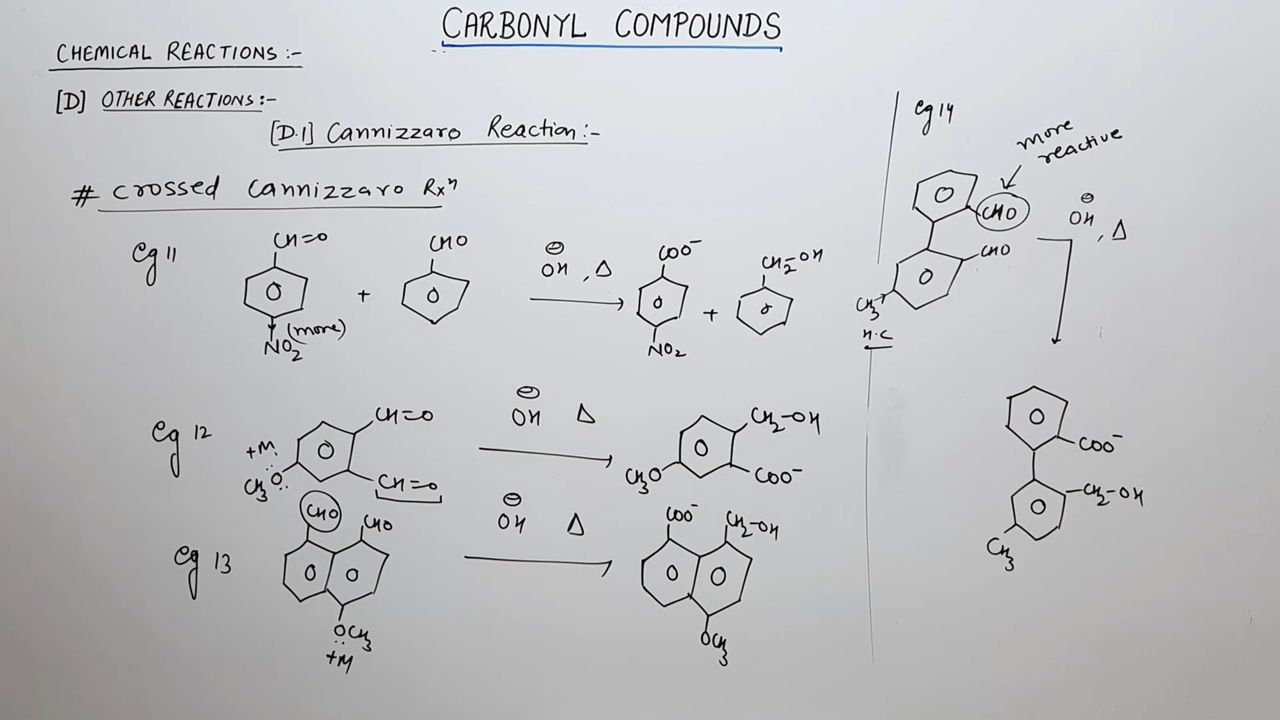 CARBONYL COMPOUNDS
CHEMICAL REACTIONS :-
[D] OTHER REACTIONS :-
[D.1] Cannizzaro Reaction :-
# Crossed Cannizzaro Rxⁿ
eg 11
CH=O
NO₂
(more)
+
CHO
⊖
OH , Δ
COO⁻
NO₂
+
CH₂-OH
eg 12
+M
CH₃O
CH=O
CH=O
⊖
OH Δ
CH₃O
CH₂-OH
COO⁻
eg 13
CHO
CHO
OCH₃
+M
⊖
OH Δ
COO⁻
CH₂-OH
OCH₃
eg 14
more
reactive
CHO
CHO
CH₃
H.C
⊖
OH , Δ
COO⁻
CH₂-OH
CH₃